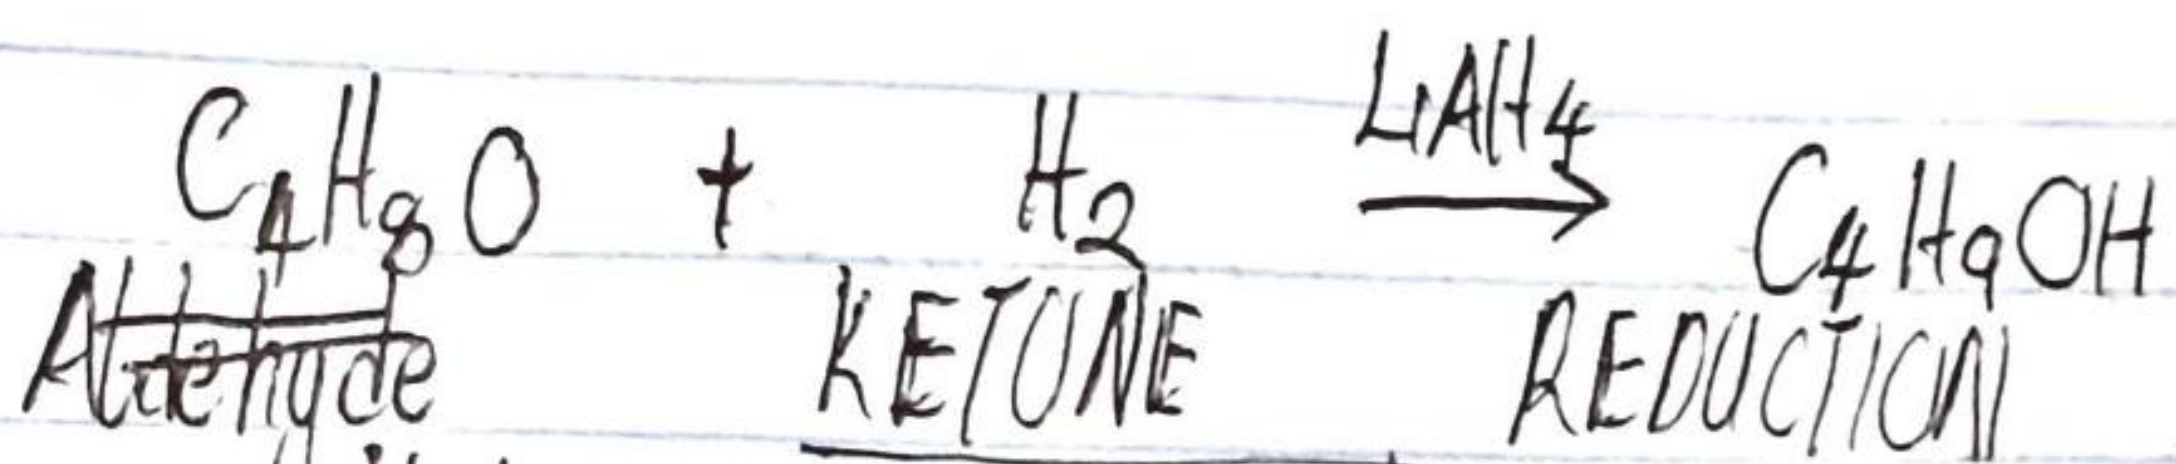 C₄H₈O + H₂ LiAlH₄ → C₄H₉OH
Aldehyde KETONE REDUCTION